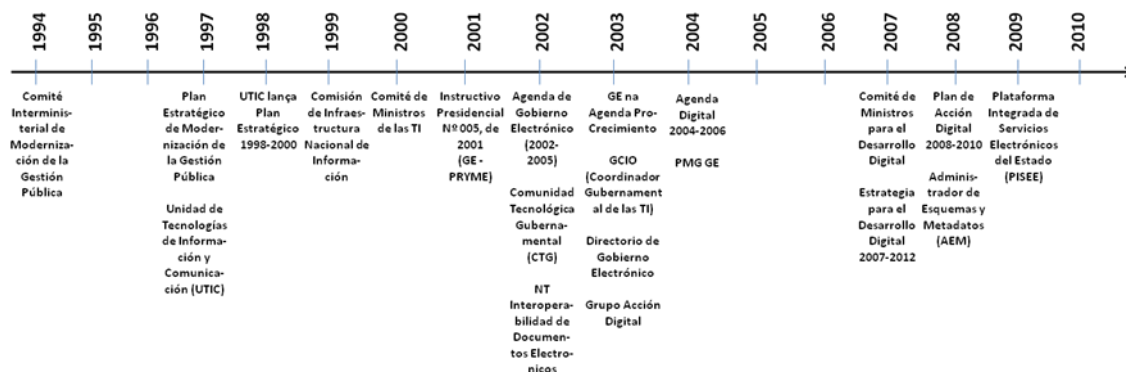 1994
1995
1996
1997
1998
1999
2000
2001
2002
2003
2004
2005
2006
2007
2008
2009
2010
Comité
Interminis-
terial de
Moderniza-
ción de la
Gestión
Pública
Plan
Estratégico
de Moder-
nización de
la Gestión
Pública
Unidad de
Tecnologías
de Informa-
ción y
Comunica-
ción (UTIC)
UTIC lança
Plan
Estratégico
1998-2000
Comisión
de Infraes-
tructura
Nacional de
Informa-
ción
Comité de
Ministros
de las TI
Instructivo
Presidencial
Nº 005, de
2001
(GE -
PRYME)
Agenda de
Gobierno
Electrónico
(2002-
2005)
Comunidad
Tecnológica
Guberna-
mental
(CTG)
NT
Interopera-
bilidad de
Documen-
tos Electro-
nicos
GE na
Agenda Pro-
Crecimiento
GCIO
(Coordinador
Gubernament
al de las TI)
Directorio de
Gobierno
Electrónico
Grupo Acción
Digital
Agenda
Digital
2004-2006
PMG GE
Comité de
Ministros
para el
Desarrollo
Digital
Estrategia
para el
Desarrollo
Digital
2007-2012
Plan de
Acción
Digital
2008-2010
Adminis-
trador de
Esquemas y
Metadatos
(AEM)
Plataforma
Integrada de
Servicios
Electrónicos
del Estado
(PISEE)